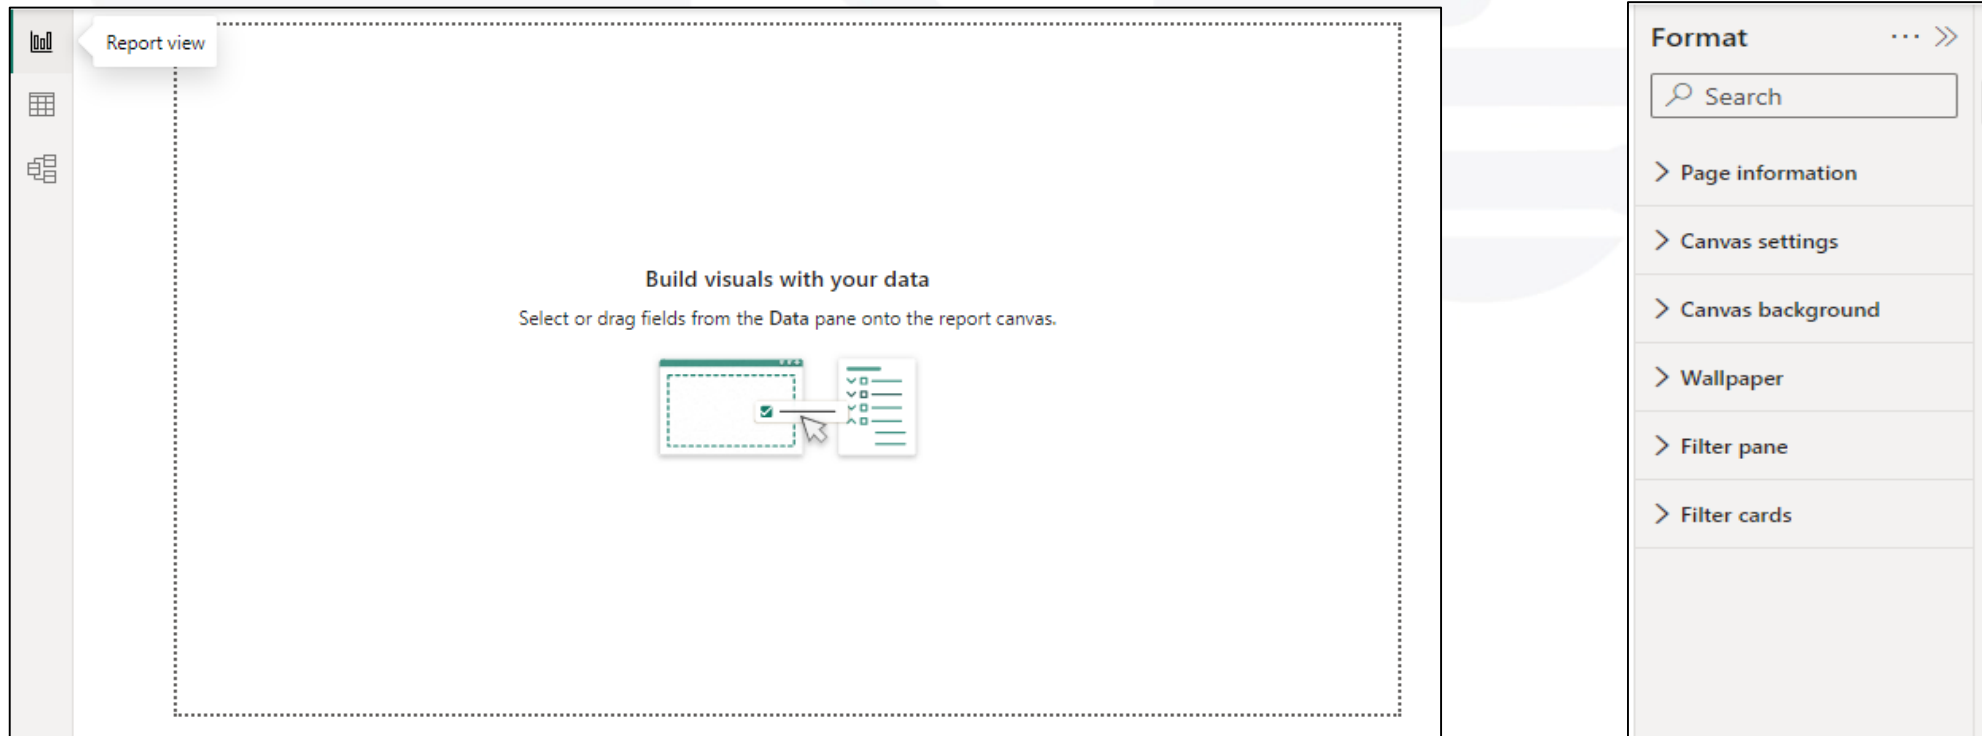 Report view
Build visuals with your data
Select or drag fields from the Data pane onto the report canvas.
Format
Search
Page information
Canvas settings
Canvas background
Wallpaper
Filter pane
Filter cards